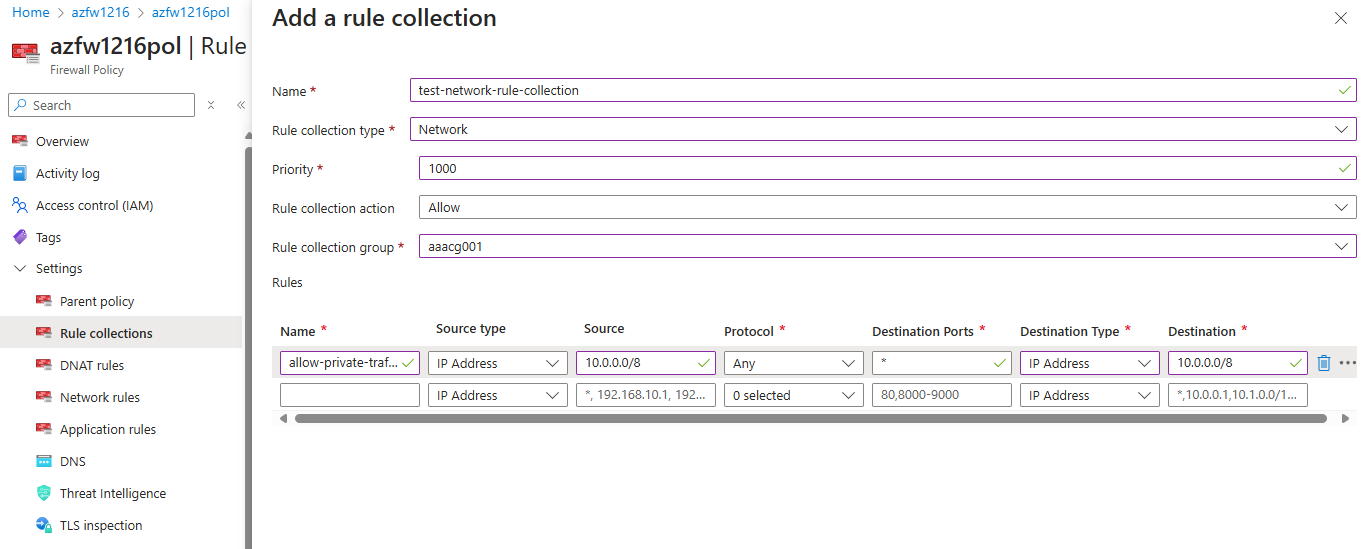 Home > azfw1216 > azfw1216pol
azfw1216pol | Rule
Firewall Policy
Search
Overview
Activity log
Access control (IAM)
Tags
Settings
Parent policy
Rule collections
DNAT rules
Network rules
Application rules
DNS
Threat Intelligence
TLS inspection
Add a rule collection
Name * test-network-rule-collection
Rule collection type * Network
Priority * 1000
Rule collection action Allow
Rule collection group * aaacg001
Rules
Name * Source type Source Protocol * Destination Ports * Destination Type * Destination *
allow-private-traf... IP Address 10.0.0.0/8 Any * IP Address 10.0.0.0/8
IP Address *, 192.168.10.1, 192... 0 selected 80,8000-9000 IP Address *,10.0.0.1,10.1.0.0/1...